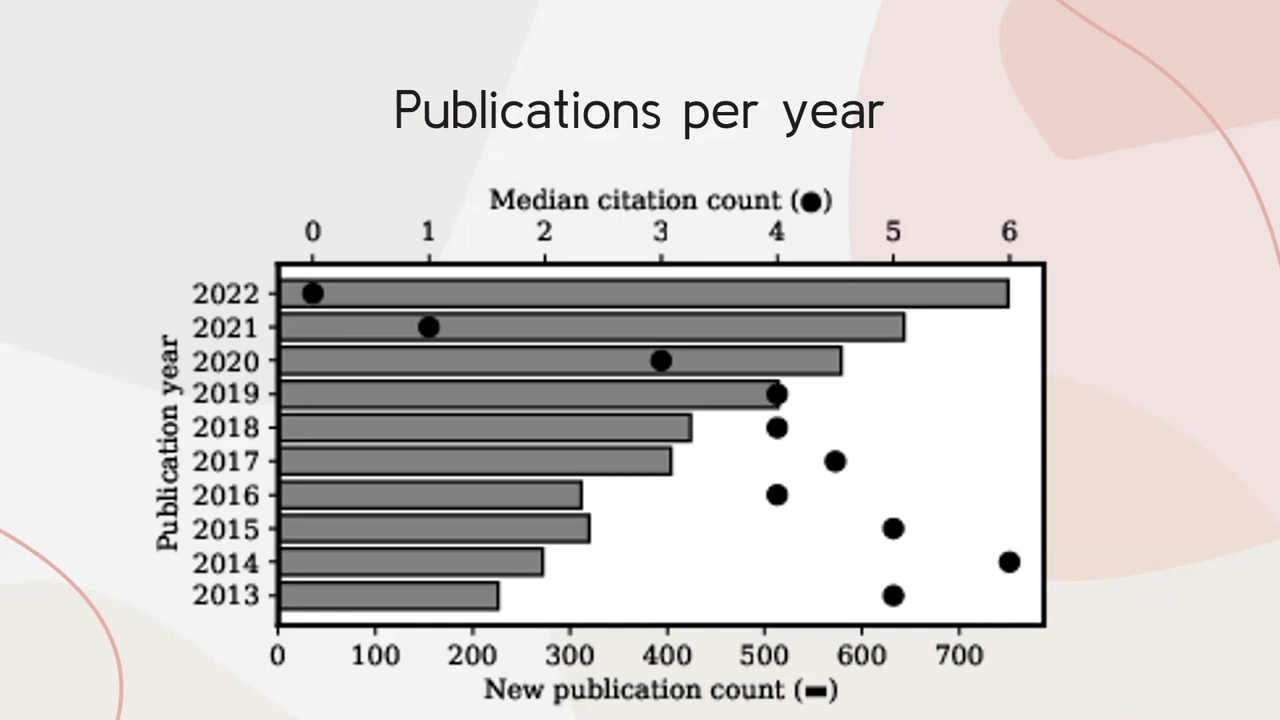 Publications per year
Median citation count (●)
0 1 2 3 4 5 6
Publication year
2022
2021
2020
2019
2018
2017
2016
2015
2014
2013
0 100 200 300 400 500 600 700
New publication count (▬)